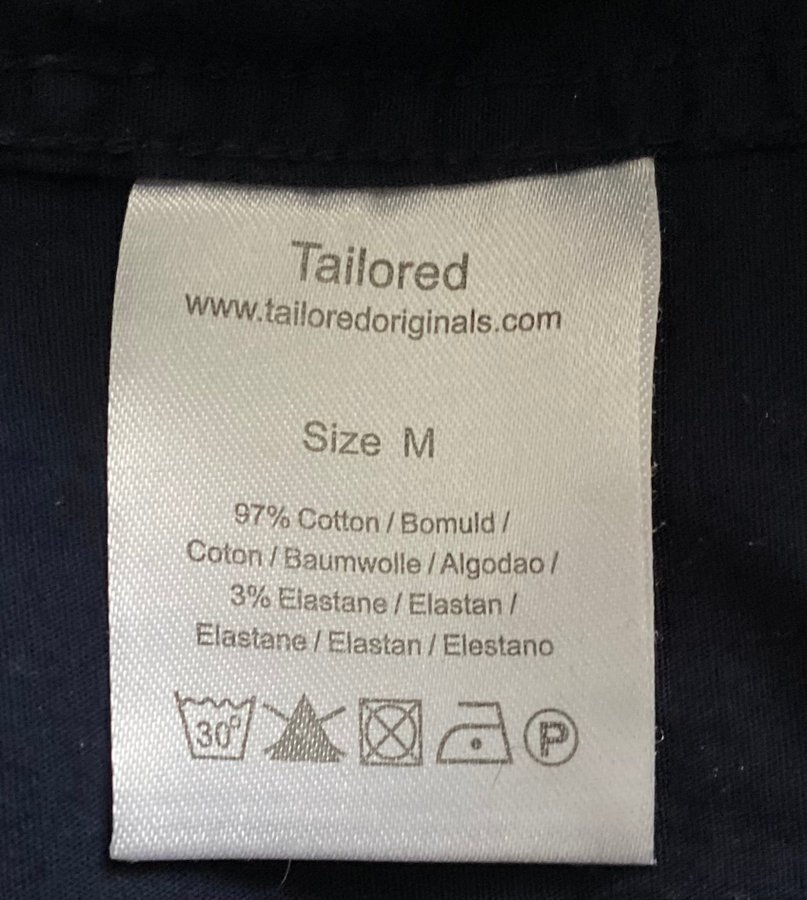 Tailored
www.tailoredoriginals.com
Size M
97% Cotton / Bomuld /
Coton / Baumwolle / Algodao /
3% Elastane / Elastan /
Elastane / Elastan / Elestano
30° P